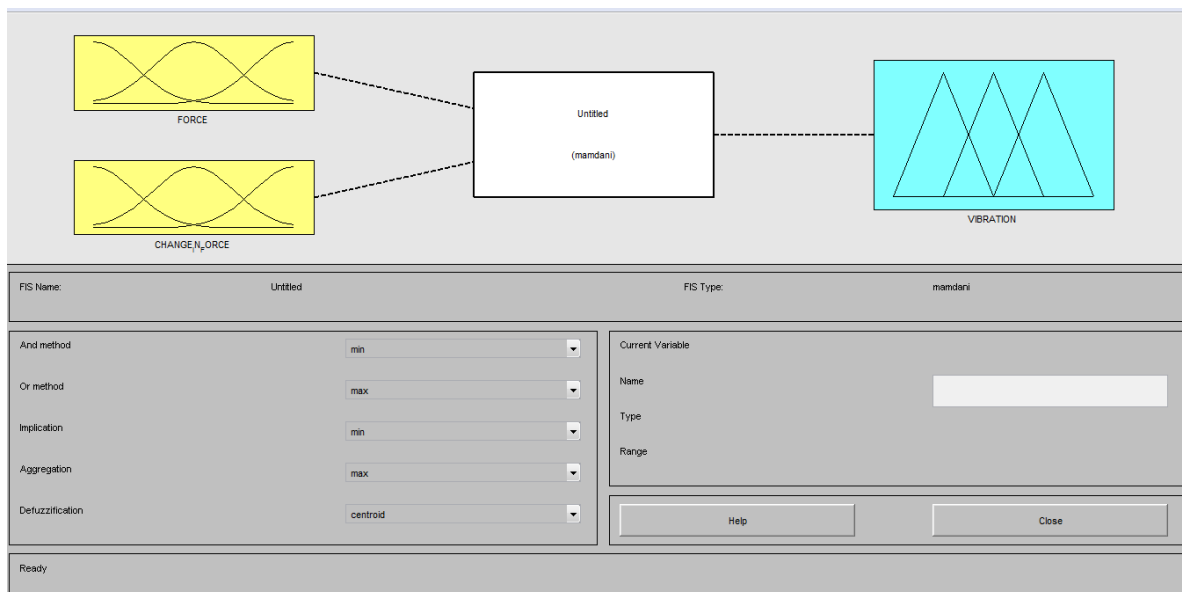 FORCE
Untitled
(mamdani)
CHANGE_IN_FORCE
VIBRATION
FIS Name: Untitled FIS Type: mamdani
And method min
Or method max
Implication min
Aggregation max
Defuzzification centroid
Current Variable
Name
Type
Range
Help Close
Ready